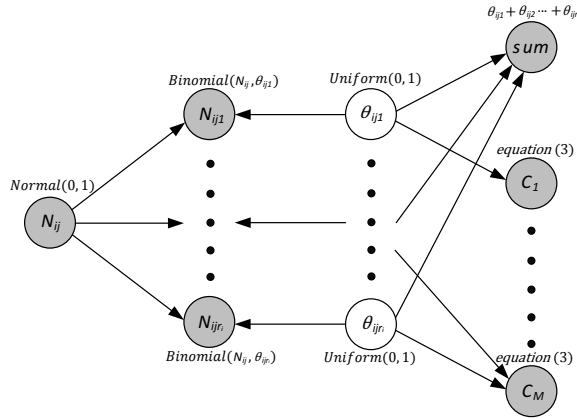 θij1 + θij2 ⋯ + θijr
sum
Binomial(Nij, θij1)
Uniform(0, 1)
Nij1
θij1
equation (3)
C1
Normal(0, 1)
Nij
Nijri
θijri
Binomial(Nij, θijri)
Uniform(0, 1)
equation (3)
CM